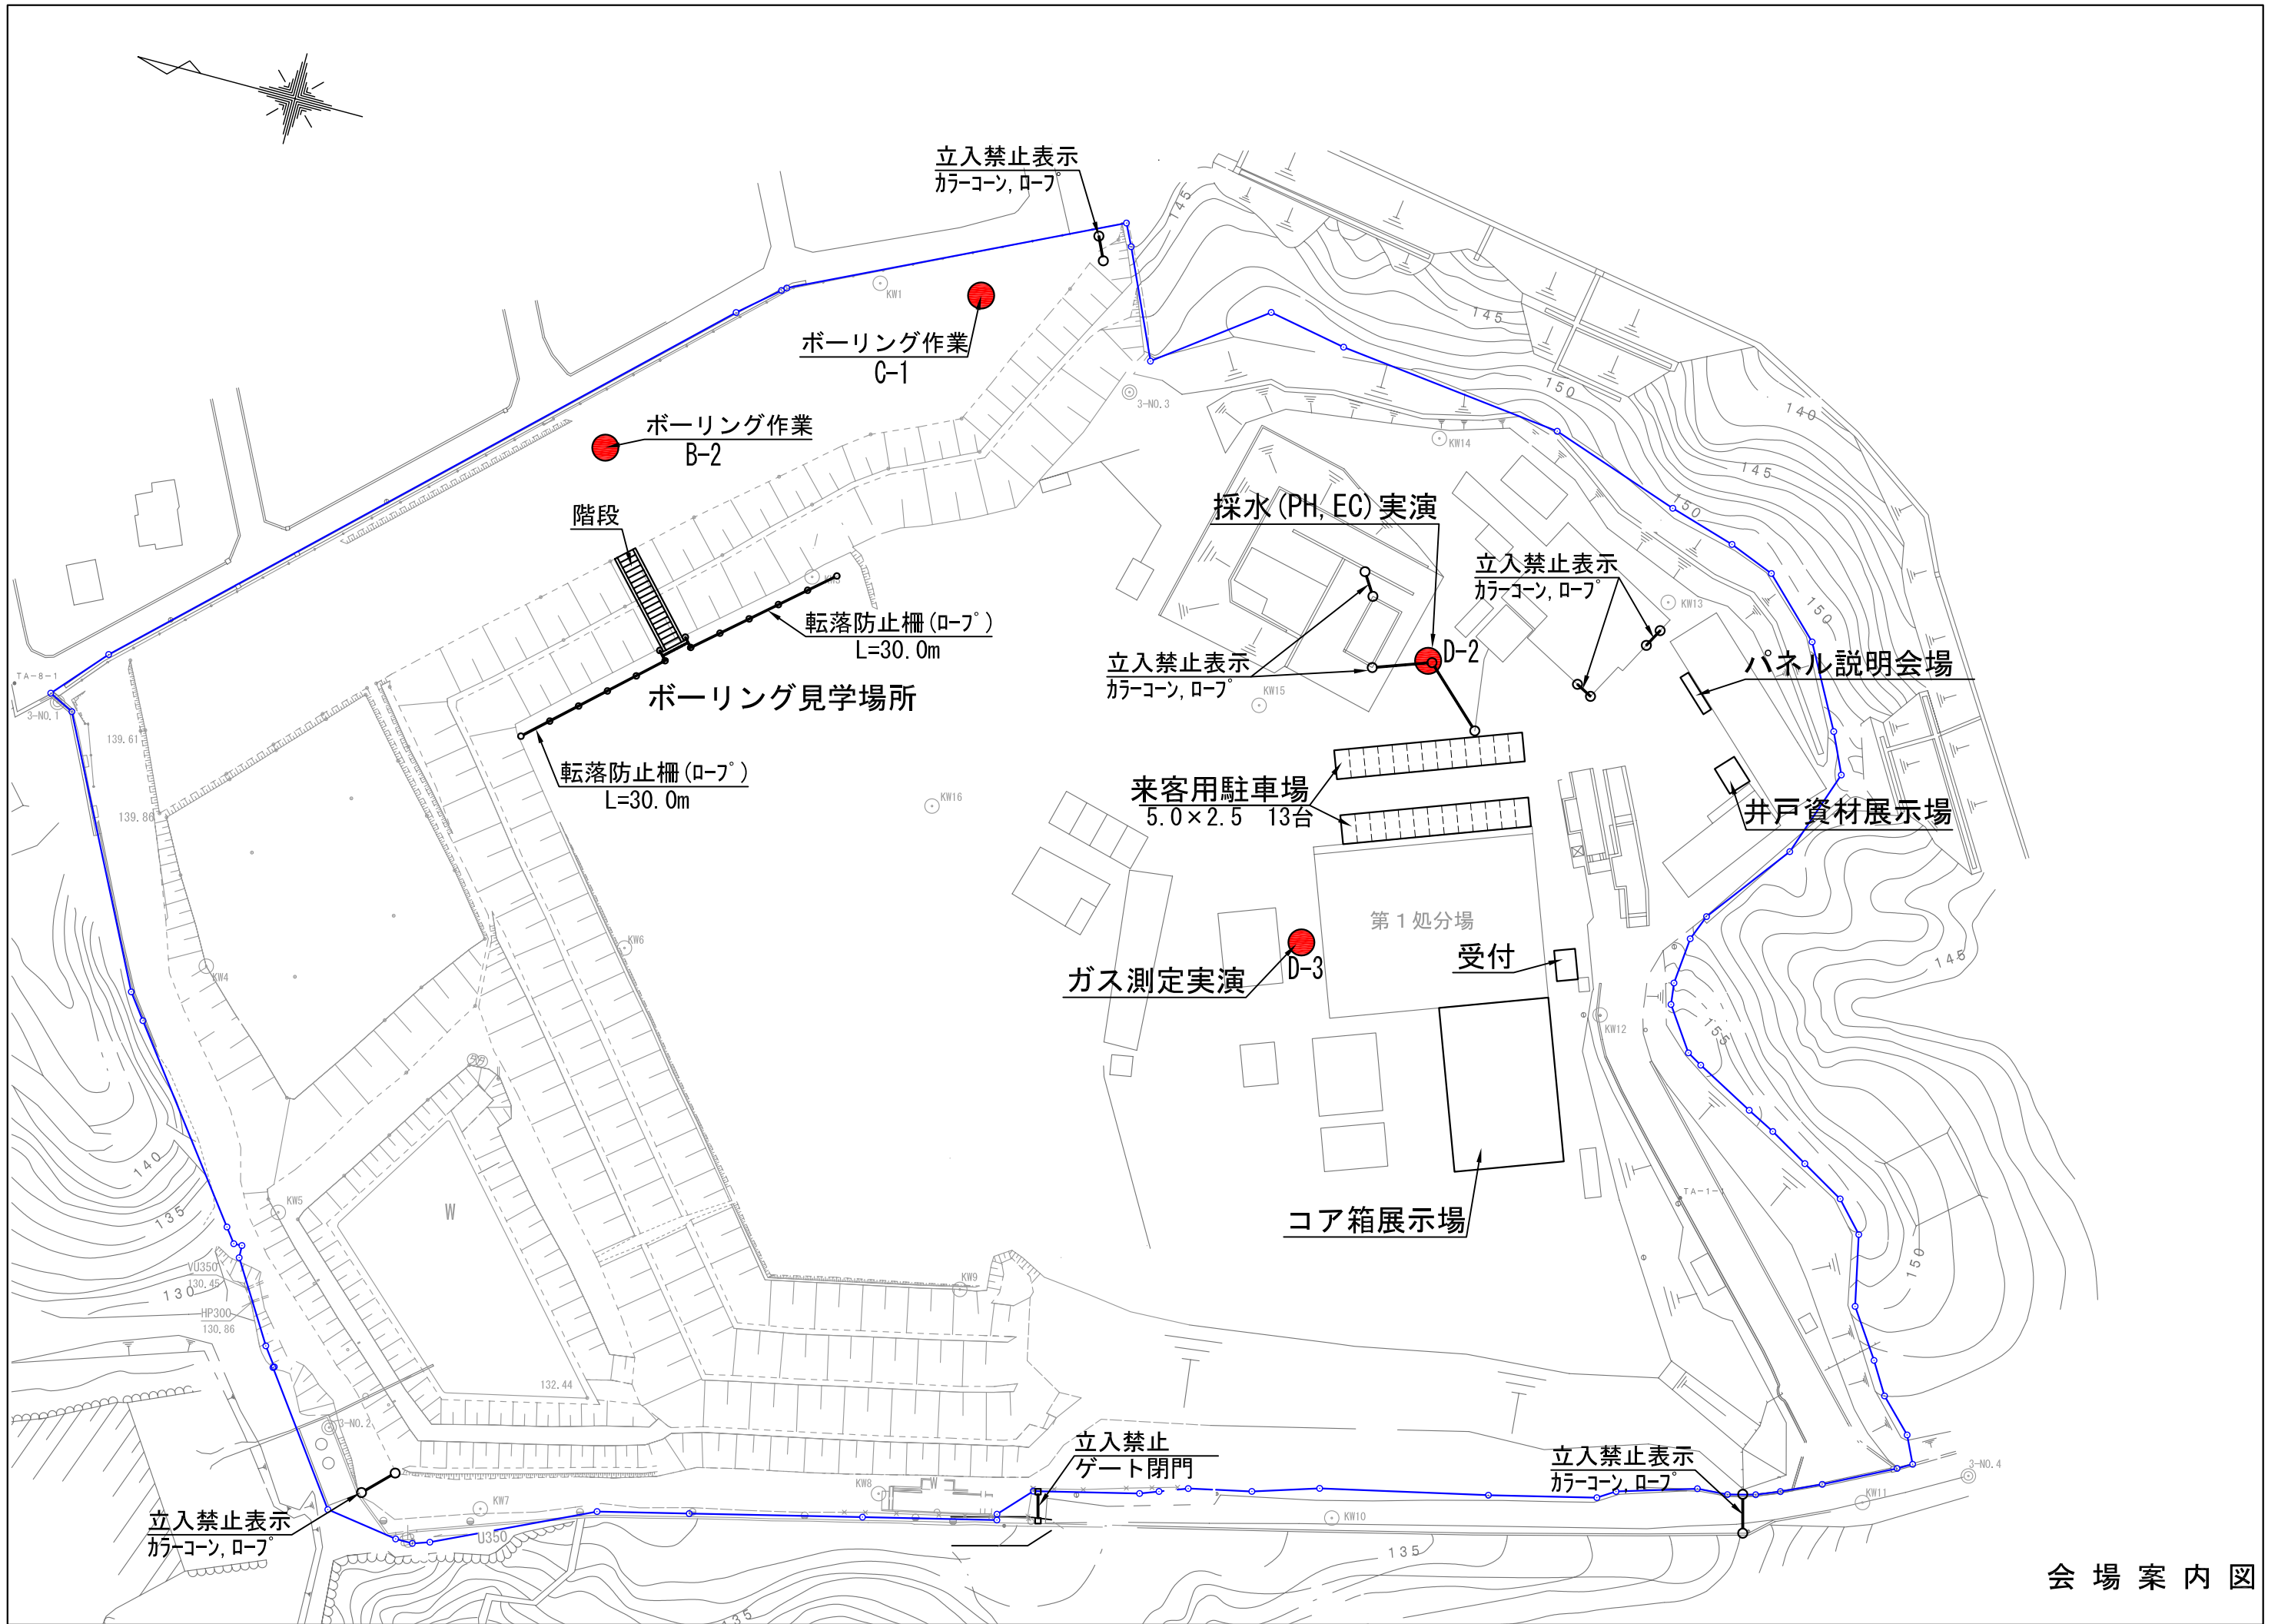 立入禁止表示
カラーコーン,ロープ
145
KW1
ボーリング作業
C-1
3-NO.3
145
150
140
ボーリング作業
B-2
KW14
145
階段
採水(PH,EC)実演
150
立入禁止表示
カラーコーン,ロープ
KW13
150
転落防止柵(ロープ)
L=30.0m
立入禁止表示
カラーコーン,ロープ
D-2
パネル説明会場
TA-8-1
3-NO.1
ボーリング見学場所
KW15
139.61
転落防止柵(ロープ)
L=30.0m
KW16
来客用駐車場
5.0×2.5 13台
井戸資材展示場
139.86
第1処分場
KW6
KW4
ガス測定実演
D-3
受付
145
KW12
155
140
KW5
W
135
コア箱展示場
TA-1-1
VU350
130.45
130
HP300
130.86
KW9
150
132.44
3-NO.2
立入禁止
ゲート閉門
立入禁止表示
カラーコーン,ロープ
3-NO.4
KW8
W
KW7
KW10
KW11
立入禁止表示
カラーコーン,ロープ
U350
135
135
会場案内図